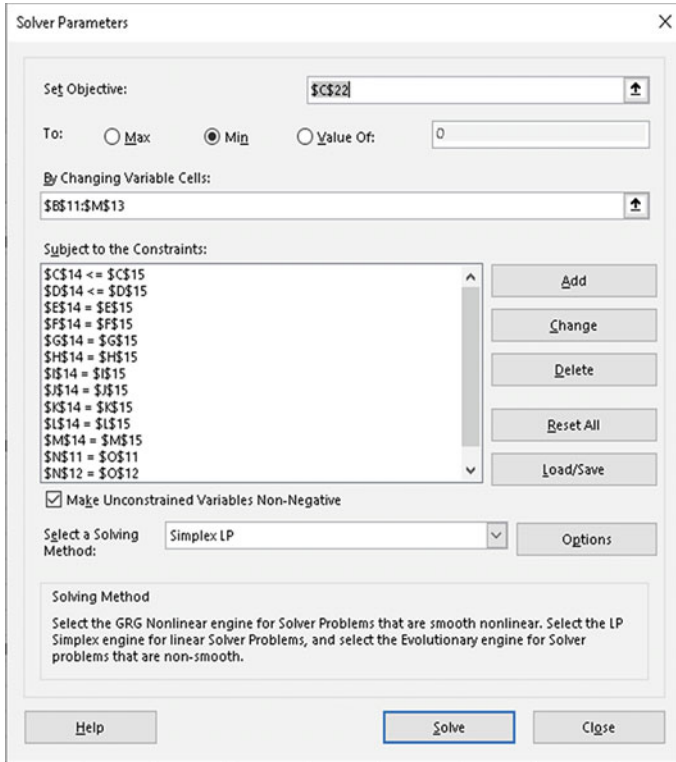 Solver Parameters
Set Objective:
$C$22
To:
Max
Min
Value Of:
0
By Changing Variable Cells:
$B$11:$M$13
Subject to the Constraints:
$C$14 <= $C$15
$D$14 <= $D$15
$E$14 = $E$15
$F$14 = $F$15
$G$14 = $G$15
$H$14 = $H$15
$I$14 = $I$15
$J$14 = $J$15
$K$14 = $K$15
$L$14 = $L$15
$M$14 = $M$15
$N$11 = $O$11
$N$12 = $O$12
Add
Change
Delete
Reset All
Load/Save
Make Unconstrained Variables Non-Negative
Select a Solving
Method:
Simplex LP
Options
Solving Method
Select the GRG Nonlinear engine for Solver Problems that are smooth nonlinear. Select the LP
Simplex engine for linear Solver Problems, and select the Evolutionary engine for Solver
problems that are non-smooth.
Help
Solve
Close